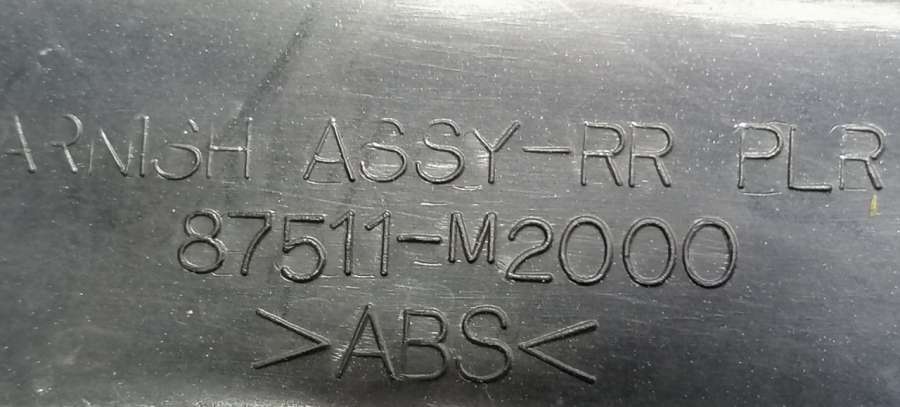 ARNISH ASSY-RR PLR
87511-M2000
>ABS<